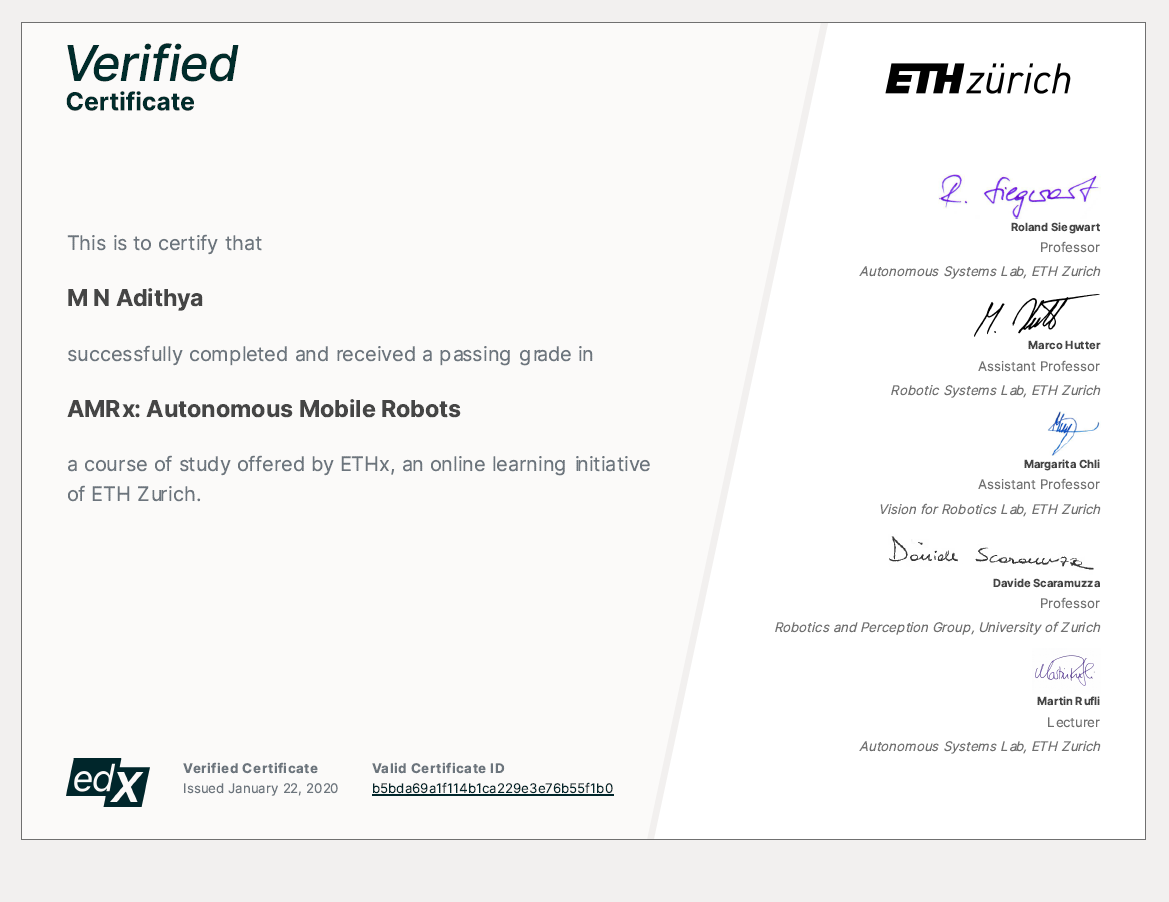 Verified
Certificate
This is to certify that
M N Adithya
successfully completed and received a passing grade in
AMRx: Autonomous Mobile Robots
a course of study offered by ETHx, an online learning initiative
of ETH Zurich.
edX
Verified Certificate
Issued January 22, 2020
Valid Certificate ID
b5bda69a1f114b1ca229e3e76b55f1b0
ETH zürich
R. Siegwart
Roland Siegwart
Professor
Autonomous Systems Lab, ETH Zurich
M. Hutter
Marco Hutter
Assistant Professor
Robotic Systems Lab, ETH Zurich
Margarita Chli
Assistant Professor
Vision for Robotics Lab, ETH Zurich
Davide Scaramuzza
Davide Scaramuzza
Professor
Robotics and Perception Group, University of Zurich
Martin Rufli
Martin Rufli
Lecturer
Autonomous Systems Lab, ETH Zurich